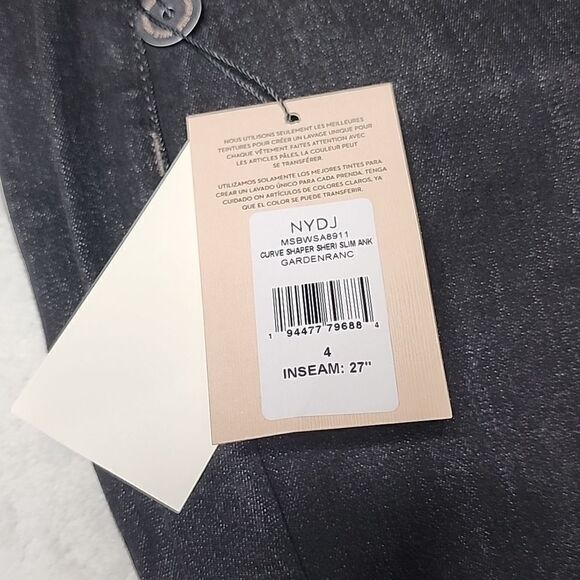 NOUS UTILISONS SEULEMENT LES MEILLEURES
TEINTURES POUR CRÉER UN LAVAGE UNIQUE POUR
CHAQUE VÊTEMENT. FAITES ATTENTION AVEC
LES ARTICLES PÂLES, LA COULEUR PEUT
SE TRANSFÉRER.
UTILIZAMOS SOLAMENTE LOS MEJORES TINTES PARA
CREAR UN LAVADO ÚNICO PARA CADA PRENDA. TENGA
CUIDADO ON ARTÍCULOS DE COLORES CLAROS, YA
QUE EL COLOR SE PUEDE TRANSFERIR.
NYDJ
MSBWSA8911
CURVE SHAPER SHERI SLIM ANK
GARDENRANC
1 94477 79688 4
4
INSEAM: 27"